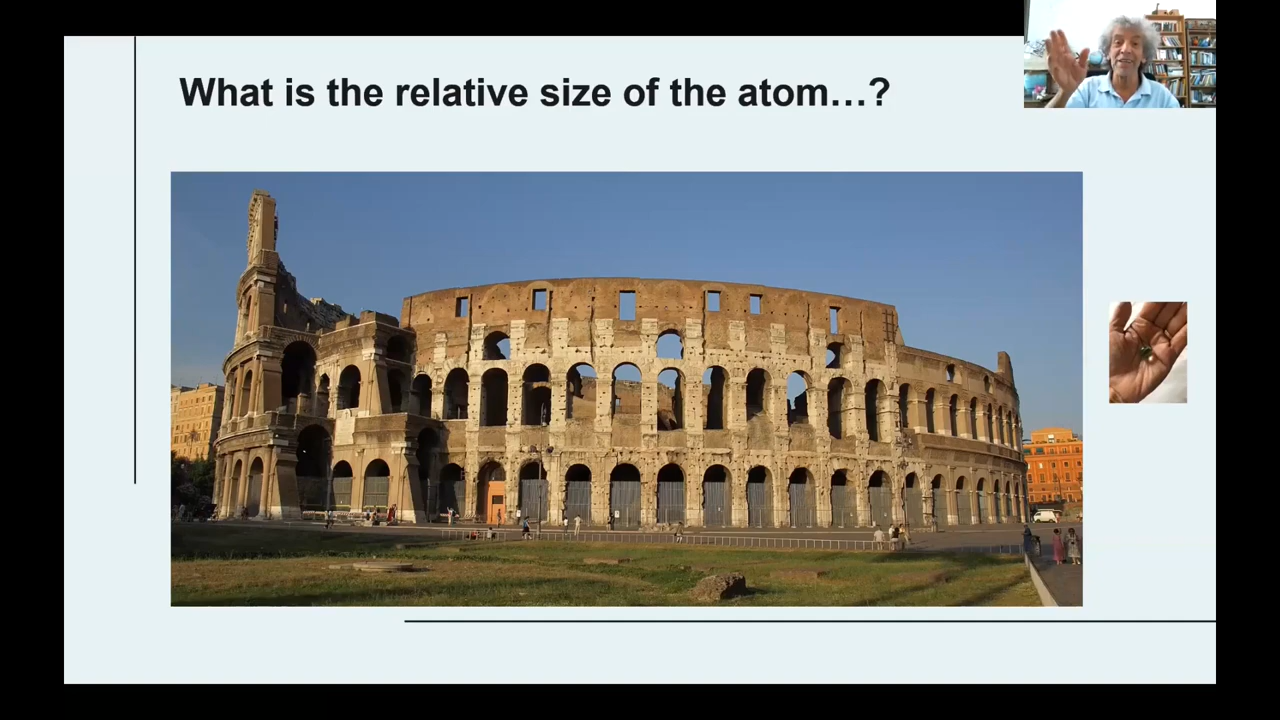 What is the relative size of the atom…?